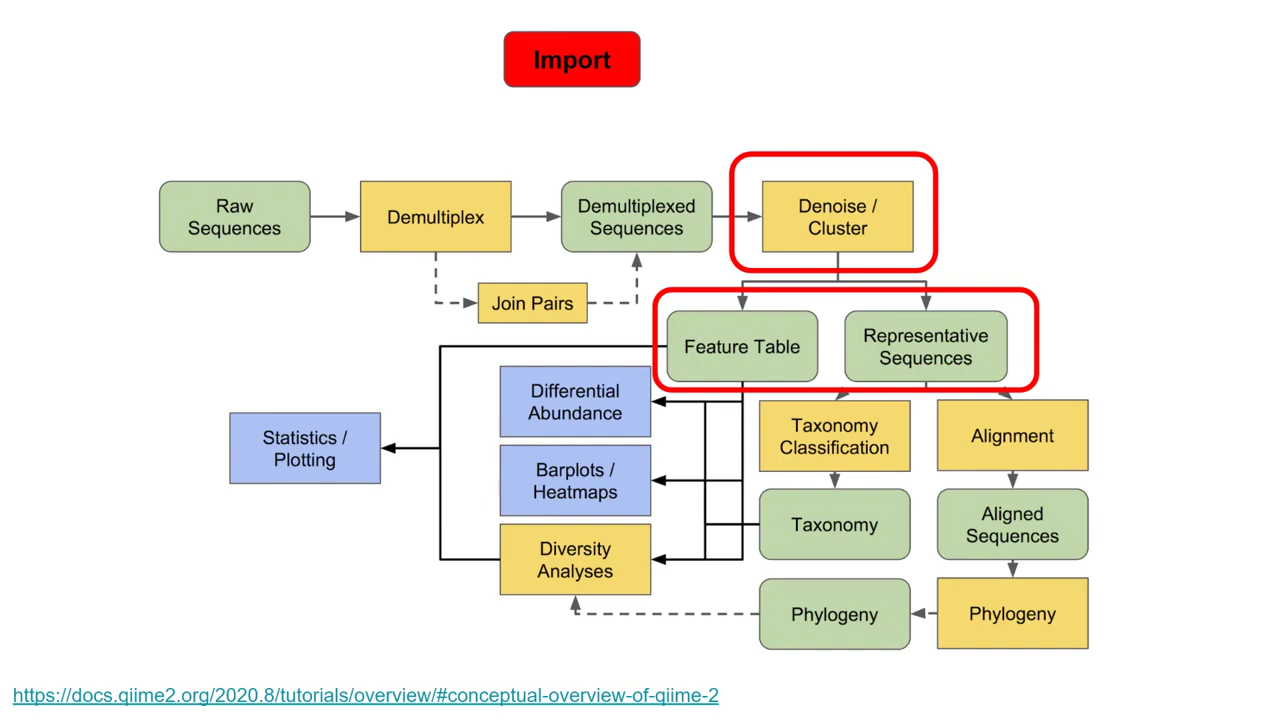 Import
Raw
Sequences
Demultiplex
Demultiplexed
Sequences
Denoise /
Cluster
Join Pairs
Feature Table
Representative
Sequences
Differential
Abundance
Taxonomy
Classification
Alignment
Statistics /
Plotting
Barplots /
Heatmaps
Taxonomy
Aligned
Sequences
Diversity
Analyses
Phylogeny
Phylogeny
https://docs.qiime2.org/2020.8/tutorials/overview/#conceptual-overview-of-qiime-2